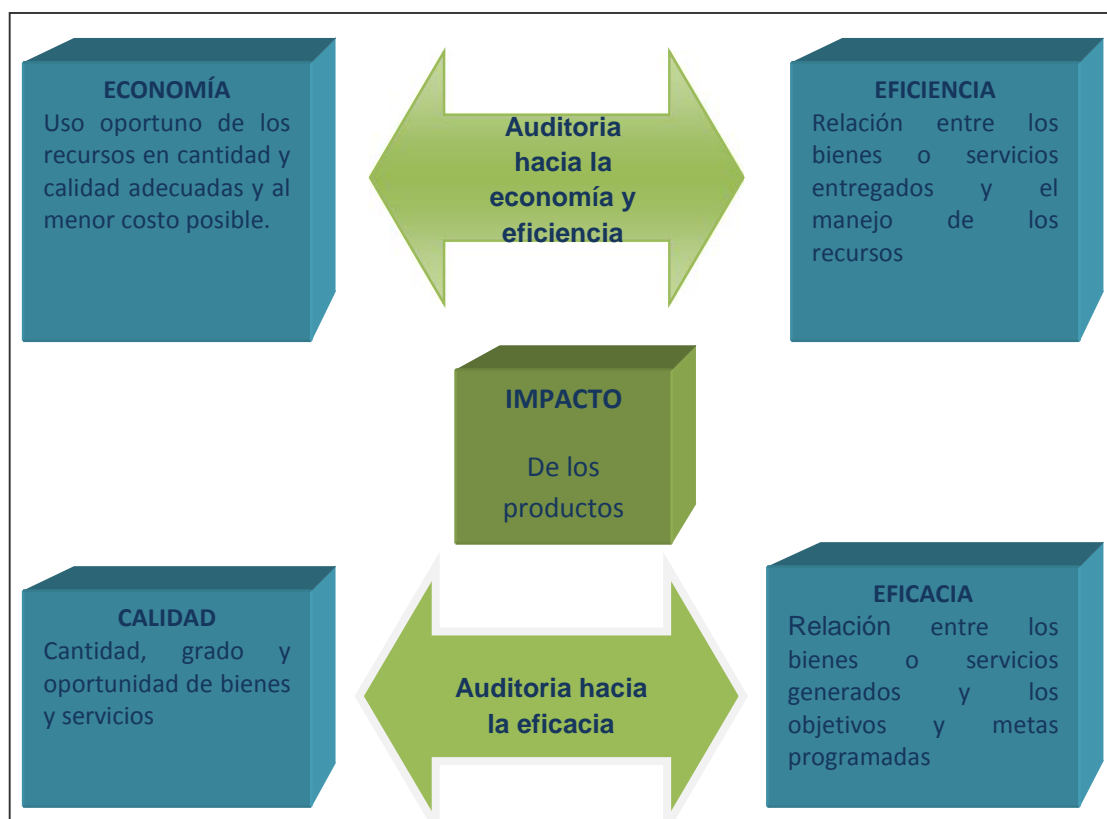 ECONOMÍA
Uso oportuno de los
recursos en cantidad y
calidad adecuadas y al
menor costo posible.
Auditoria
hacia la
economía y
eficiencia
EFICIENCIA
Relación entre los
bienes o servicios
entregados y el
manejo de los
recursos
IMPACTO
De los
productos
CALIDAD
Cantidad, grado y
oportunidad de bienes
y servicios
Auditoria hacia
la eficacia
EFICACIA
Relación entre los
bienes o servicios
generados y los
objetivos y metas
programadas